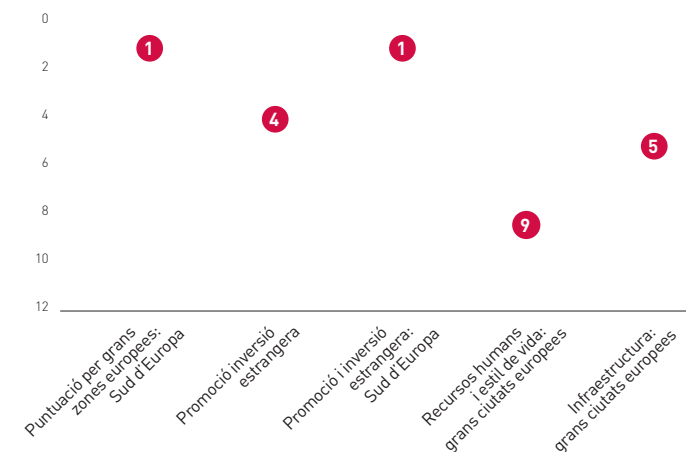 0
2
4
6
8
10
12
1
4
1
9
5
Puntuació per grans
zones europees:
Sud d'Europa
Promoció inversió
estrangera
Promoció i inversió
estrangera:
Sud d'Europa
Recursos humans
i estil de vida:
grans ciutats europees
Infraestructura:
grans ciutats europees